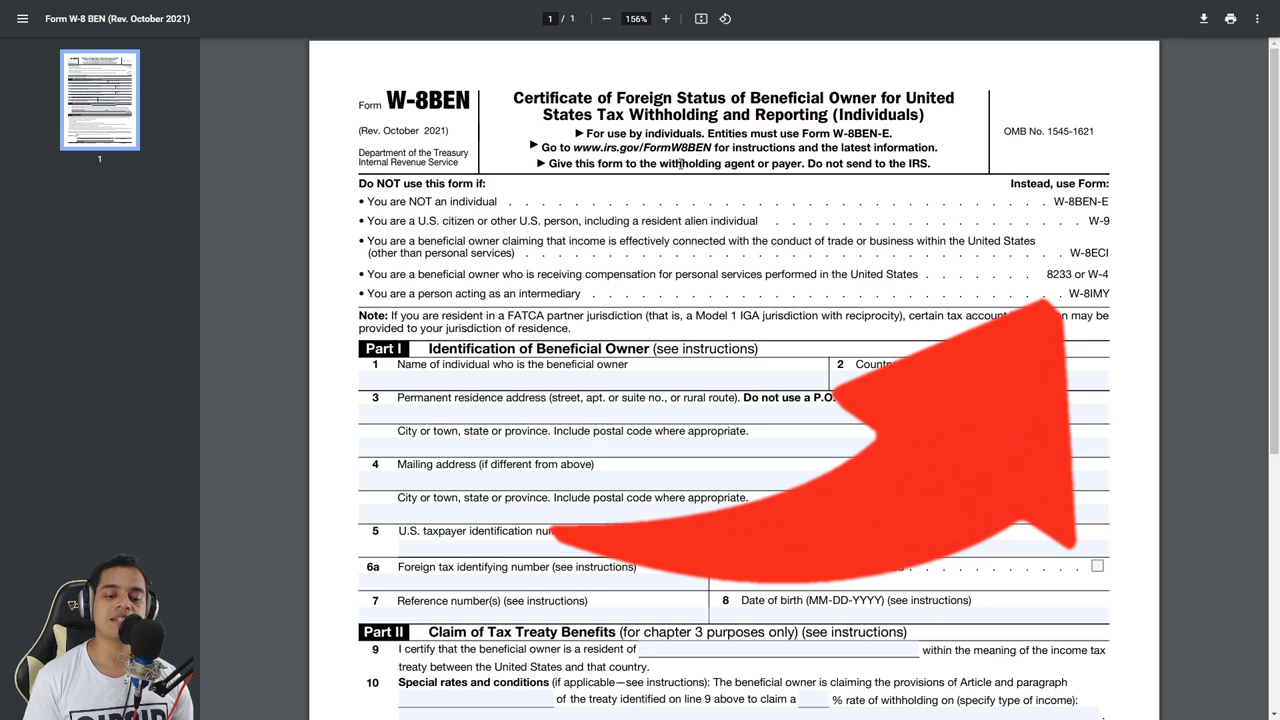 Form W-8 BEN (Rev. October 2021)
1 / 1
156%
1
Form W-8BEN
(Rev. October 2021)
Department of the Treasury
Internal Revenue Service
Certificate of Foreign Status of Beneficial Owner for United
States Tax Withholding and Reporting (Individuals)
▶ For use by individuals. Entities must use Form W-8BEN-E.
▶ Go to www.irs.gov/FormW8BEN for instructions and the latest information.
▶ Give this form to the withholding agent or payer. Do not send to the IRS.
OMB No. 1545-1621
Do NOT use this form if: Instead, use Form:
• You are NOT an individual . . . . . . . . . . W-8BEN-E
• You are a U.S. citizen or other U.S. person, including a resident alien individual . . . . . . . . . . W-9
• You are a beneficial owner claiming that income is effectively connected with the conduct of trade or business within the United States
(other than personal services) . . . . . . . . . . W-8ECI
• You are a beneficial owner who is receiving compensation for personal services performed in the United States . . . . . . 8233 or W-4
• You are a person acting as an intermediary . . . . . . . . . . W-8IMY
Note: If you are resident in a FATCA partner jurisdiction (that is, a Model 1 IGA jurisdiction with reciprocity), certain tax account may be
provided to your jurisdiction of residence.
Part I Identification of Beneficial Owner (see instructions)
1 Name of individual who is the beneficial owner
2
3 Permanent residence address (street, apt. or suite no., or rural route). Do not use a P.O.
City or town, state or province. Include postal code where appropriate.
4 Mailing address (if different from above)
City or town, state or province. Include postal code where appropriate.
5 U.S. taxpayer identification
6a Foreign tax identifying number (see instructions)
7 Reference number(s) (see instructions)
8 Date of birth (MM-DD-YYYY) (see instructions)
Part II Claim of Tax Treaty Benefits (for chapter 3 purposes only) (see instructions)
9 I certify that the beneficial owner is a resident of within the meaning of the income tax
treaty between the United States and that country.
10 Special rates and conditions (if applicable—see instructions): The beneficial owner is claiming the provisions of Article and paragraph
of the treaty identified on line 9 above to claim a % rate of withholding on (specify type of income):